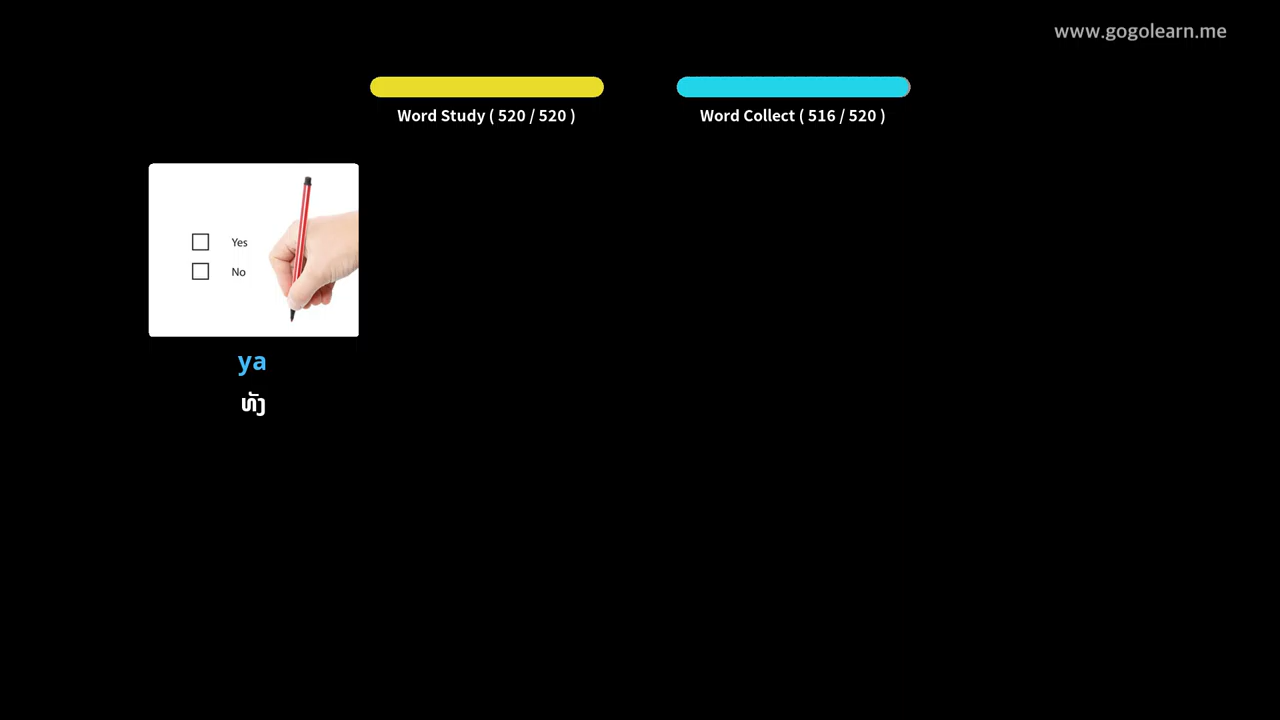 www.gogolearn.me
Word Study ( 520 / 520 )
Word Collect ( 516 / 520 )
Yes
No
ya
ທັງ